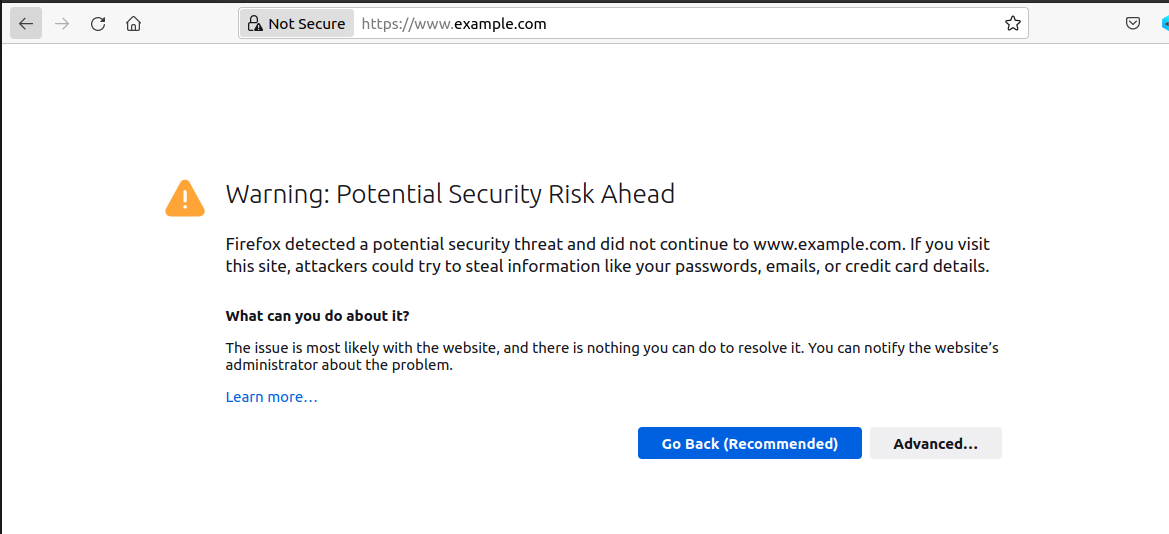 Not Secure https://www.example.com
Warning: Potential Security Risk Ahead
Firefox detected a potential security threat and did not continue to www.example.com. If you visit
this site, attackers could try to steal information like your passwords, emails, or credit card details.
What can you do about it?
The issue is most likely with the website, and there is nothing you can do to resolve it. You can notify the website’s
administrator about the problem.
Learn more…
Go Back (Recommended) Advanced…